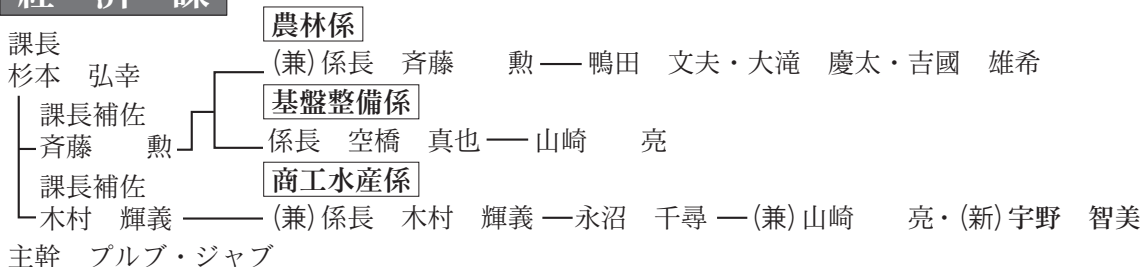 経　済　課
課長
杉本　弘幸
農林係
(兼)係長　斉藤　　勲 ― 鴨田　文夫・大滝　慶太・吉國　雄希
課長補佐
斉藤　　勲
基盤整備係
係長　空橋　真也 ― 山崎　　亮
課長補佐
木村　輝義
商工水産係
(兼)係長　木村　輝義 ― 永沼　千尋 ― (兼)山崎　　亮・(新)宇野　智美
主幹　プルブ・ジャブ